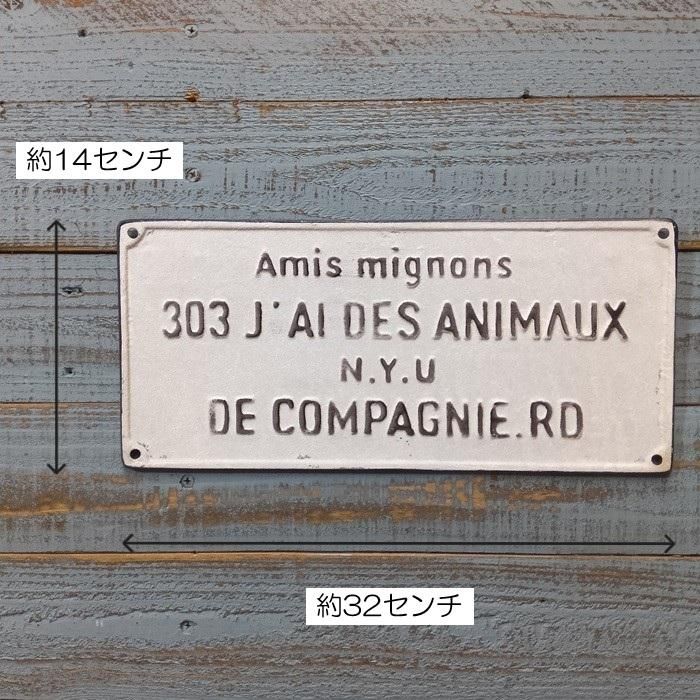 約14センチ
Amis mignons
303 J'AI DES ANIMAUX
N.Y.U
DE COMPAGNIE.RD
約32センチ